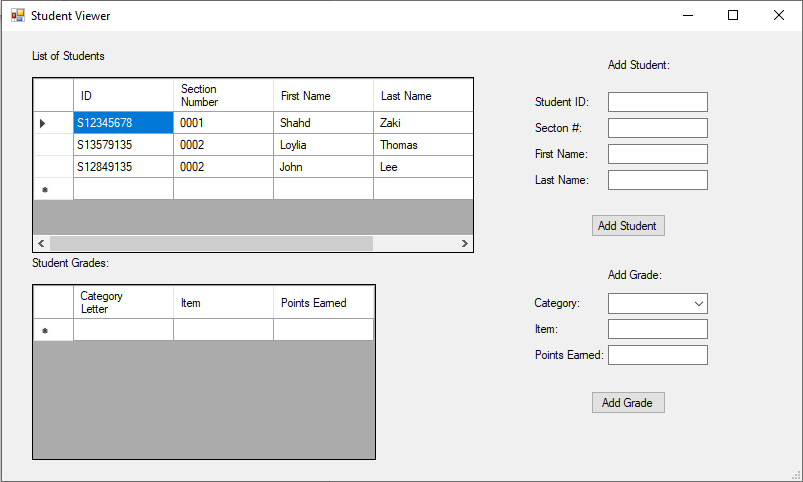 Student Viewer
List of Students
ID Section Number First Name Last Name
S12345678 0001 Shahd Zaki
S13579135 0002 Loylia Thomas
S12849135 0002 John Lee
Student Grades:
Category Letter Item Points Earned
Add Student:
Student ID:
Secton #:
First Name:
Last Name:
Add Student
Add Grade:
Category:
Item:
Points Earned:
Add Grade